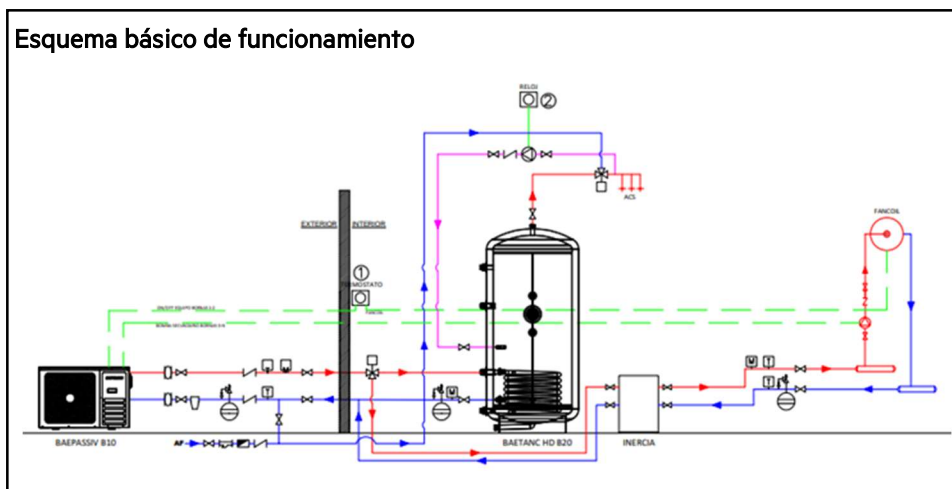 Esquema básico de funcionamiento
RELOJ
②
ACS
EXTERIOR INTERIOR
FANCOIL
①
TERMOSTATO
FANCOIL
T
M
M T
T
T
M
BAEPASSIV B10
AF
BAETANC HD B20
INERCIA